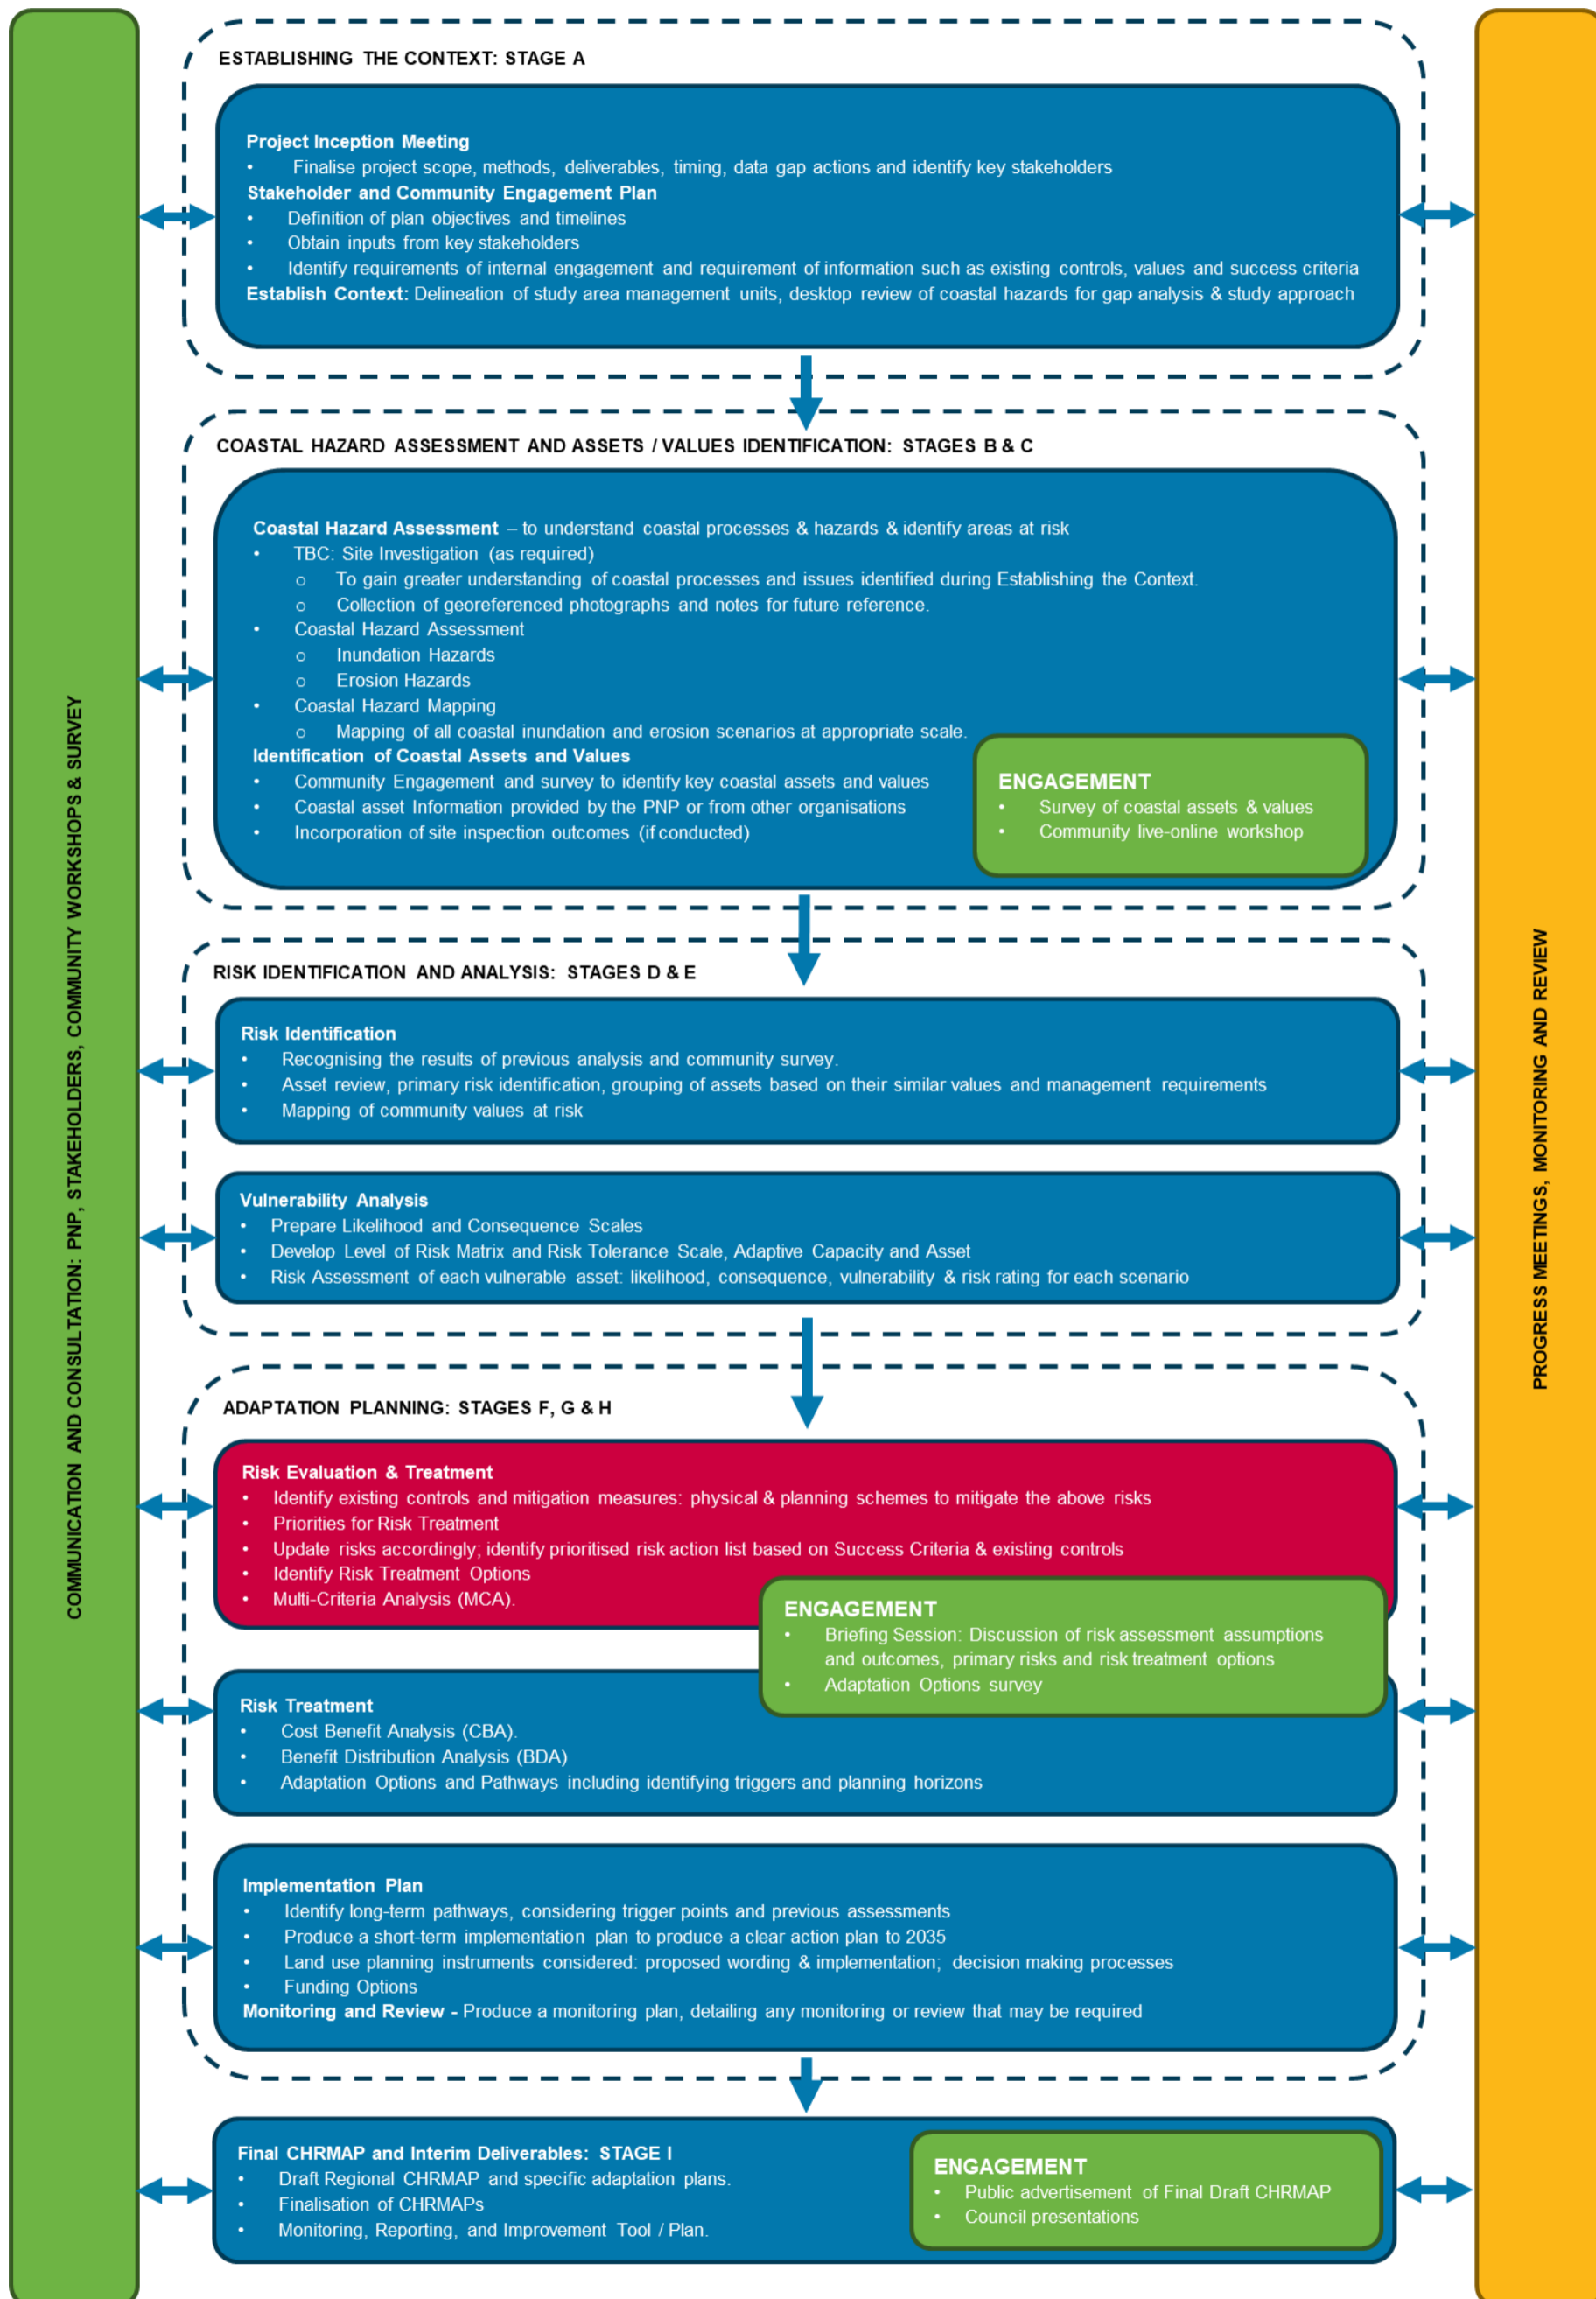 COMMUNICATION AND CONSULTATION: PNP, STAKEHOLDERS, COMMUNITY WORKSHOPS & SURVEY
ESTABLISHING THE CONTEXT: STAGE A
Project Inception Meeting
• Finalise project scope, methods, deliverables, timing, data gap actions and identify key stakeholders
Stakeholder and Community Engagement Plan
• Definition of plan objectives and timelines
• Obtain inputs from key stakeholders
• Identify requirements of internal engagement and requirement of information such as existing controls, values and success criteria
Establish Context: Delineation of study area management units, desktop review of coastal hazards for gap analysis & study approach
COASTAL HAZARD ASSESSMENT AND ASSETS / VALUES IDENTIFICATION: STAGES B & C
Coastal Hazard Assessment – to understand coastal processes & hazards & identify areas at risk
• TBC: Site Investigation (as required)
o To gain greater understanding of coastal processes and issues identified during Establishing the Context.
o Collection of georeferenced photographs and notes for future reference.
• Coastal Hazard Assessment
o Inundation Hazards
o Erosion Hazards
• Coastal Hazard Mapping
o Mapping of all coastal inundation and erosion scenarios at appropriate scale.
Identification of Coastal Assets and Values
• Community Engagement and survey to identify key coastal assets and values
• Coastal asset Information provided by the PNP or from other organisations
• Incorporation of site inspection outcomes (if conducted)
ENGAGEMENT
• Survey of coastal assets & values
• Community live-online workshop
RISK IDENTIFICATION AND ANALYSIS: STAGES D & E
Risk Identification
• Recognising the results of previous analysis and community survey.
• Asset review, primary risk identification, grouping of assets based on their similar values and management requirements
• Mapping of community values at risk
Vulnerability Analysis
• Prepare Likelihood and Consequence Scales
• Develop Level of Risk Matrix and Risk Tolerance Scale, Adaptive Capacity and Asset
• Risk Assessment of each vulnerable asset: likelihood, consequence, vulnerability & risk rating for each scenario
ADAPTATION PLANNING: STAGES F, G & H
Risk Evaluation & Treatment
• Identify existing controls and mitigation measures: physical & planning schemes to mitigate the above risks
• Priorities for Risk Treatment
• Update risks accordingly; identify prioritised risk action list based on Success Criteria & existing controls
• Identify Risk Treatment Options
• Multi-Criteria Analysis (MCA).
ENGAGEMENT
• Briefing Session: Discussion of risk assessment assumptions
and outcomes, primary risks and risk treatment options
• Adaptation Options survey
Risk Treatment
• Cost Benefit Analysis (CBA).
• Benefit Distribution Analysis (BDA)
• Adaptation Options and Pathways including identifying triggers and planning horizons
Implementation Plan
• Identify long-term pathways, considering trigger points and previous assessments
• Produce a short-term implementation plan to produce a clear action plan to 2035
• Land use planning instruments considered: proposed wording & implementation; decision making processes
• Funding Options
Monitoring and Review - Produce a monitoring plan, detailing any monitoring or review that may be required
Final CHRMAP and Interim Deliverables: STAGE I
• Draft Regional CHRMAP and specific adaptation plans.
• Finalisation of CHRMAPs
• Monitoring, Reporting, and Improvement Tool / Plan.
ENGAGEMENT
• Public advertisement of Final Draft CHRMAP
• Council presentations
PROGRESS MEETINGS, MONITORING AND REVIEW